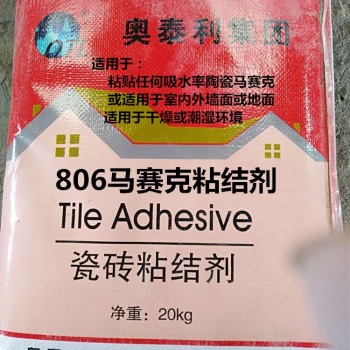 奥泰利集团
适用于：
粘贴任何吸水率陶瓷马赛克
或适用于室内外墙面或地面
适用于干燥或潮湿环境
806马赛克粘结剂
Tile Adhesive
瓷砖粘结剂
净重：20kg